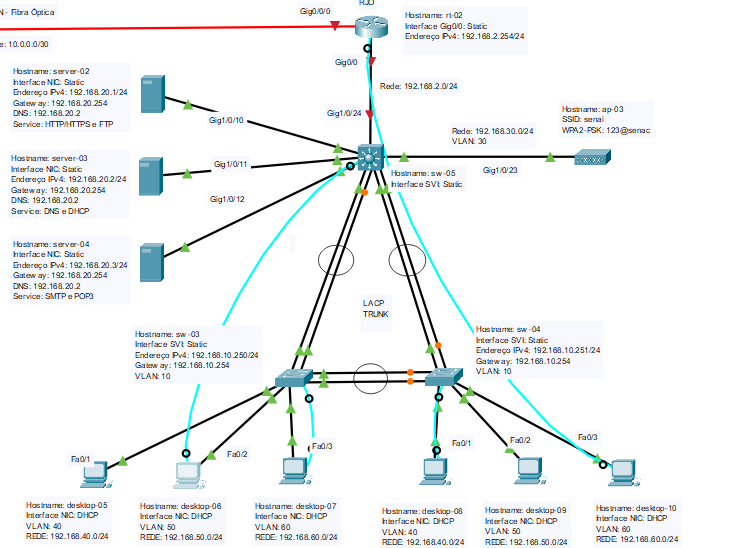 N - Fibra Óptica
e: 10.0.0.0/30
Gig0/0/0
RJO
Hostname: rt-02
Interface Gig0/0: Static
Endereço IPv4: 192.168.2.254/24
Gig0/0
Rede: 192.168.2.0/24
Gig1/0/24
Hostname: server-02
Interface NIC: Static
Endereço IPv4: 192.168.20.1/24
Gateway: 192.168.20.254
DNS: 192.168.20.2
Service: HTTP/HTTPS e FTP
Gig1/0/10
Hostname: server-03
Interface NIC: Static
Endereço IPv4: 192.168.20.2/24
Gateway: 192.168.20.254
DNS: 192.168.20.2
Service: DNS e DHCP
Gig1/0/11
Gig1/0/12
Hostname: server-04
Interface NIC: Static
Endereço IPv4: 192.168.20.3/24
Gateway: 192.168.20.254
DNS: 192.168.20.2
Service: SMTP e POP3
Rede: 192.168.30.0/24
VLAN: 30
Gig1/0/23
Hostname: ap-03
SSID: senai
WPA2-PSK: 123@senac
Hostname: sw-05
Interface SVI: Static
LACP
TRUNK
Hostname: sw-03
Interface SVI: Static
Endereço IPv4: 192.168.10.250/24
Gateway: 192.168.10.254
VLAN: 10
Hostname: sw-04
Interface SVI: Static
Endereço IPv4: 192.168.10.251/24
Gateway: 192.168.10.254
VLAN: 10
Fa0/1
Fa0/2
Fa0/3
Fa0/1
Fa0/2
Fa0/3
Hostname: desktop-05
Interface NIC: DHCP
VLAN: 40
REDE: 192.168.40.0/24
Hostname: desktop-06
Interface NIC: DHCP
VLAN: 50
REDE: 192.168.50.0/24
Hostname: desktop-07
Interface NIC: DHCP
VLAN: 60
REDE: 192.168.60.0/24
Hostname: desktop-08
Interface NIC: DHCP
VLAN: 40
REDE: 192.168.40.0/24
Hostname: desktop-09
Interface NIC: DHCP
VLAN: 50
REDE: 192.168.50.0/24
Hostname: desktop-10
Interface NIC: DHCP
VLAN: 60
REDE: 192.168.60.0/24